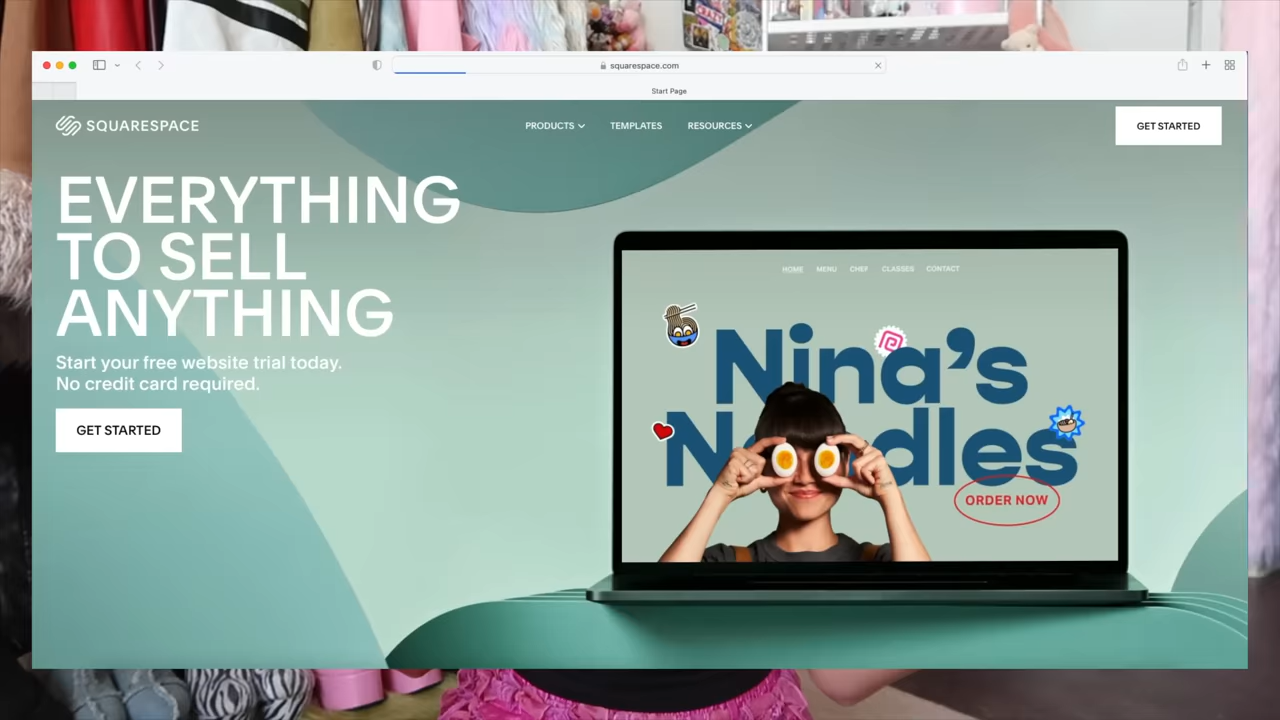 CRAZY
squarespace.com
Start Page
SQUARESPACE
PRODUCTS
TEMPLATES
RESOURCES
GET STARTED
EVERYTHING
TO SELL
ANYTHING
Start your free website trial today.
No credit card required.
GET STARTED
HOME
MENU
CHEF
CLASSES
CONTACT
Nina's
Noodles
ORDER NOW